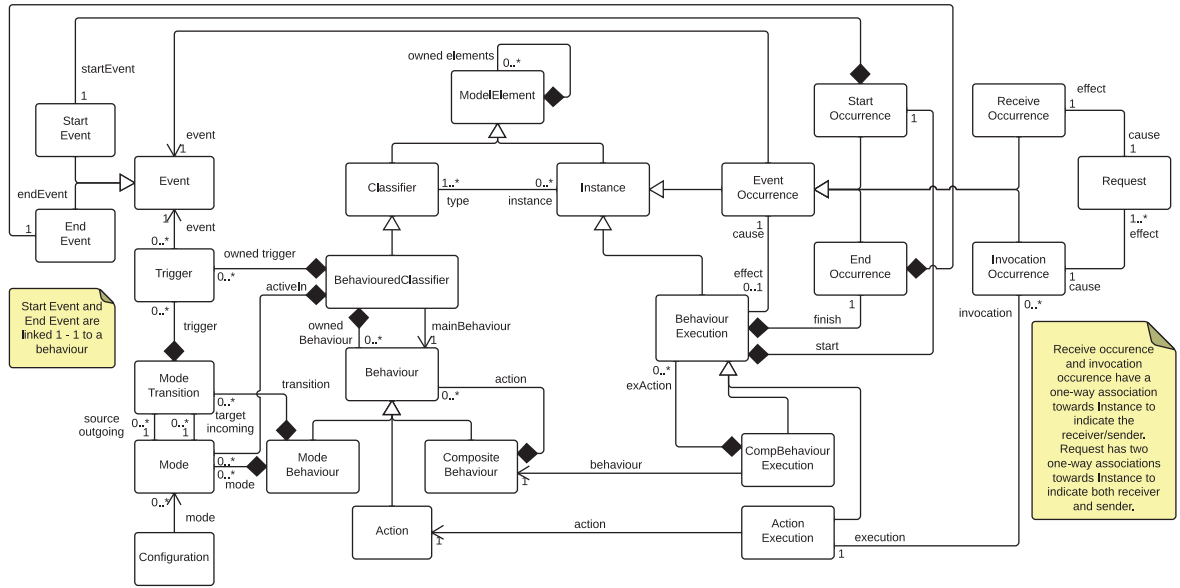 owned elements
0..*
ModelElement
startEvent
1
Start
Event
event
1
Event
endEvent
1
End
Event
1
event
0..*
Trigger
owned trigger
0..*
0..*
trigger
activeIn
Start Event and
End Event are
linked 1 - 1 to a
behaviour
Classifier
1..*
type
0..*
instance
Instance
Event
Occurrence
1
cause
effect
0..1
Start
Occurrence
1
Receive
Occurrence
effect
1
cause
1
Request
1..*
effect
End
Occurrence
1
finish
start
Invocation
Occurrence
1
cause
0..*
invocation
BehaviouredClassifier
owned
Behaviour
0..*
mainBehaviour
1
Behaviour
0..*
action
Behaviour
Execution
0..*
exAction
Mode
Transition
0..*
transition
source
outgoing
0..*
1
0..*
1
target
incoming
Mode
0..*
0..*
mode
Mode
Behaviour
Composite
Behaviour
1
behaviour
CompBehaviour
Execution
0..*
mode
Configuration
Action
1
action
Action
Execution
1
execution
Receive occurence
and invocation
occurence have a
one-way association
towards Instance to
indicate the
receiver/sender.
Request has two
one-way associations
towards Instance to
indicate both receiver
and sender.